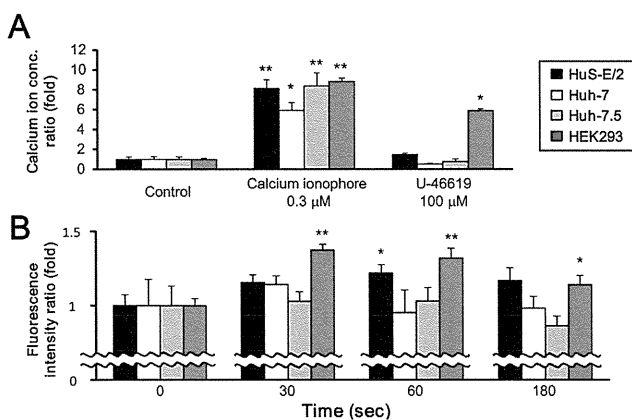 A
Calcium ion conc.
ratio (fold)
12
10
8
6
4
2
0
** * ** **
*
Control
Calcium ionophore
0.3 μM
U-46619
100 μM
HuS-E/2
Huh-7
Huh-7.5
HEK293
B
Fluorescence
intensity ratio (fold)
1.5
1
0
**
* **
*
0 30 60 180
Time (sec)